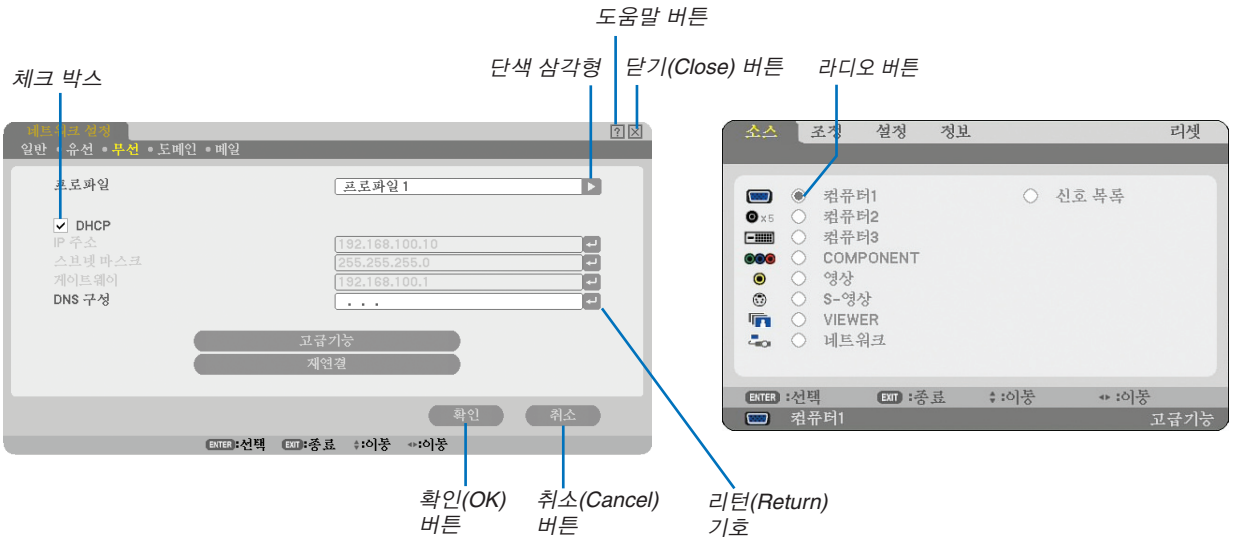 도움말 버튼
체크 박스
단색 삼각형
닫기(Close) 버튼
라디오 버튼
네트워크 설정
? X
일반 • 유선 • 무선 • 도메인 • 메일
프로파일
프로파일 1
DHCP
IP 주소
192.168.100.10
스브넷 마스크
255.255.255.0
게이트웨이
192.168.100.1
DNS 구성
. . .
고급기능
재연결
확인
취소
ENTER :선택 EXIT :종료 :이동 :이동
확인(OK)
버튼
취소(Cancel)
버튼
리턴(Return)
기호
소스 조정 설정 정보 리셋
컴퓨터1
신호 목록
x5
컴퓨터2
컴퓨터3
COMPONENT
영상
S-영상
VIEWER
네트워크
ENTER :선택 EXIT :종료 :이동 :이동
컴퓨터1
고급기능